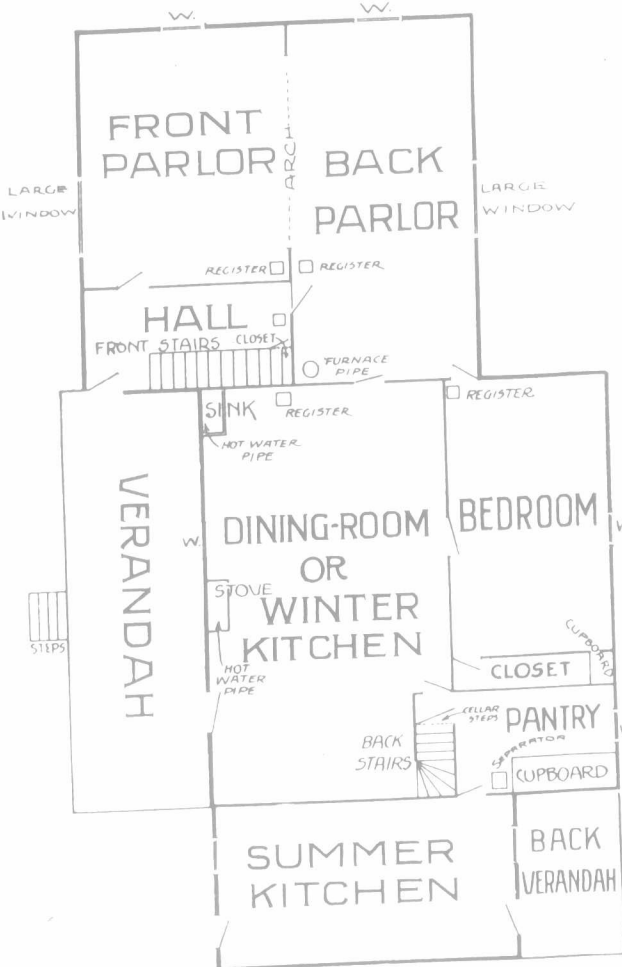 W.
W.
FRONT
PARLOR
ARCH
BACK
PARLOR
LARGE
WINDOW
LARGE
WINDOW
REGISTER
REGISTER
HALL
FRONT STAIRS
CLOSET
FURNACE
PIPE
SINK
REGISTER
REGISTER
HOT WATER
PIPE
VERANDAH
W.
DINING-ROOM
OR
WINTER
KITCHEN
BEDROOM
W
STOVE
STEPS
HOT
WATER
PIPE
CUPBOARD
CLOSET
CELLAR
STEPS
PANTRY
W
BACK
STAIRS
SEPARATOR
CUPBOARD
SUMMER
KITCHEN
BACK
VERANDAH